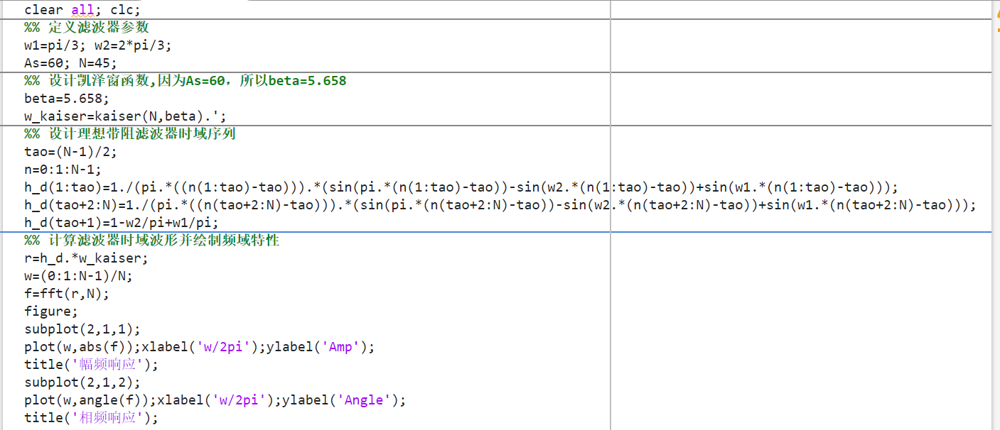 clear all; clc;
%% 定义滤波器参数
w1=pi/3; w2=2*pi/3;
As=60; N=45;
%% 设计凯泽窗函数,因为As=60，所以beta=5.658
beta=5.658;
w_kaiser=kaiser(N,beta).';
%% 设计理想带阻滤波器时域序列
tao=(N-1)/2;
n=0:1:N-1;
h_d(1:tao)=1./(pi.*((n(1:tao)-tao))).*(sin(pi.*(n(1:tao)-tao))-sin(w2.*(n(1:tao)-tao))+sin(w1.*(n(1:tao)-tao)));
h_d(tao+2:N)=1./(pi.*((n(tao+2:N)-tao))).*(sin(pi.*(n(tao+2:N)-tao))-sin(w2.*(n(tao+2:N)-tao))+sin(w1.*(n(tao+2:N)-tao)));
h_d(tao+1)=1-w2/pi+w1/pi;
%% 计算滤波器时域波形并绘制频域特性
r=h_d.*w_kaiser;
w=(0:1:N-1)/N;
f=fft(r,N);
figure;
subplot(2,1,1);
plot(w,abs(f));xlabel('w/2pi');ylabel('Amp');
title('幅频响应');
subplot(2,1,2);
plot(w,angle(f));xlabel('w/2pi');ylabel('Angle');
title('相频响应');